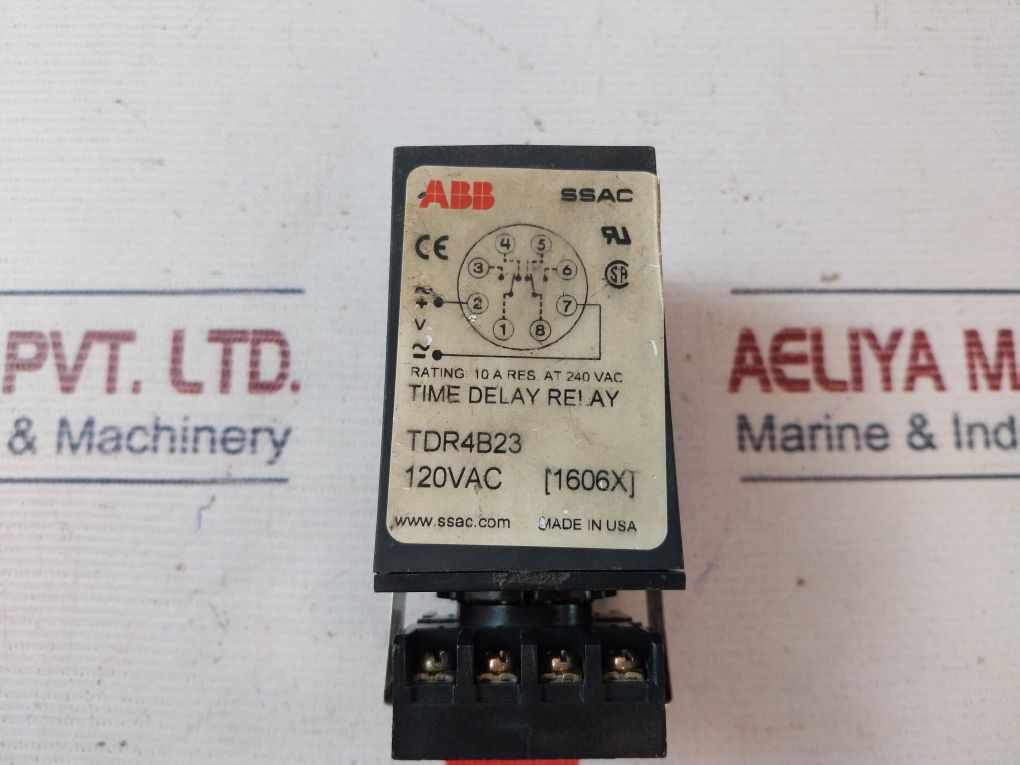 ABB SSAC
CE
4 5
3 6
~
+ 2 7
V
1 8
~
-
RATING: 10 A RES. AT 240 VAC
TIME DELAY RELAY
TDR4B23
120VAC [1606X]
www.ssac.com MADE IN USA
PVT. LTD.
& Machinery
AELIYA M
Marine & Ind